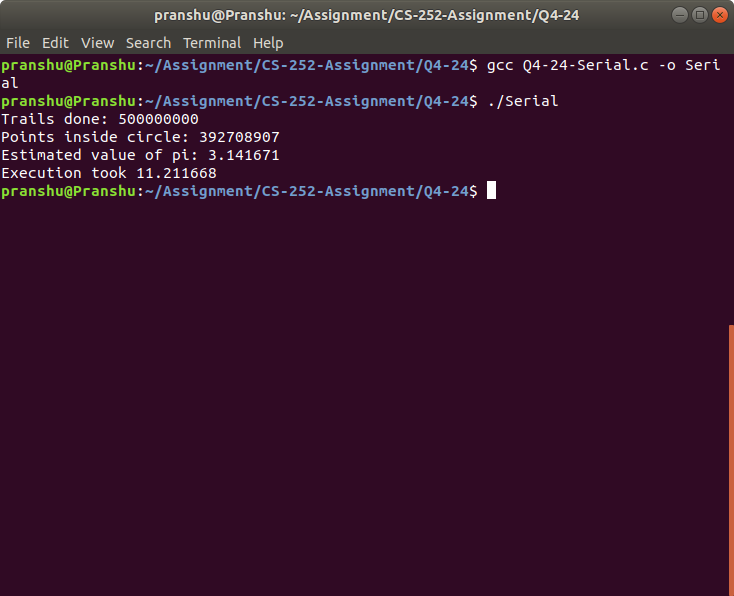 pranshu@Pranshu: ~/Assignment/CS-252-Assignment/Q4-24
File Edit View Search Terminal Help
pranshu@Pranshu:~/Assignment/CS-252-Assignment/Q4-24$ gcc Q4-24-Serial.c -o Seri
al
pranshu@Pranshu:~/Assignment/CS-252-Assignment/Q4-24$ ./Serial
Trails done: 500000000
Points inside circle: 392708907
Estimated value of pi: 3.141671
Execution took 11.211668
pranshu@Pranshu:~/Assignment/CS-252-Assignment/Q4-24$